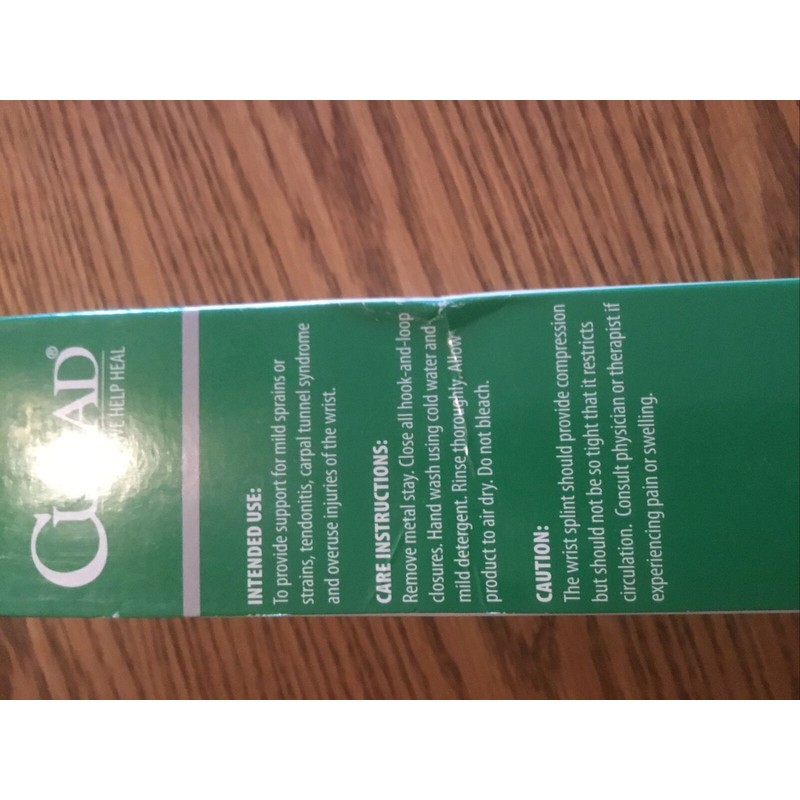 ®
HELP HEAL
INTENDED USE:
To provide support for mild sprains or
strains, tendonitis, carpal tunnel syndrome
and overuse injuries of the wrist.
CARE INSTRUCTIONS:
Remove metal stay. Close all hook-and-loop
closures. Hand wash using cold water and
mild detergent. Rinse thoroughly. Allow
product to air dry. Do not bleach.
CAUTION:
The wrist splint should provide compression
but should not be so tight that it restricts
circulation. Consult physician or therapist if
experiencing pain or swelling.